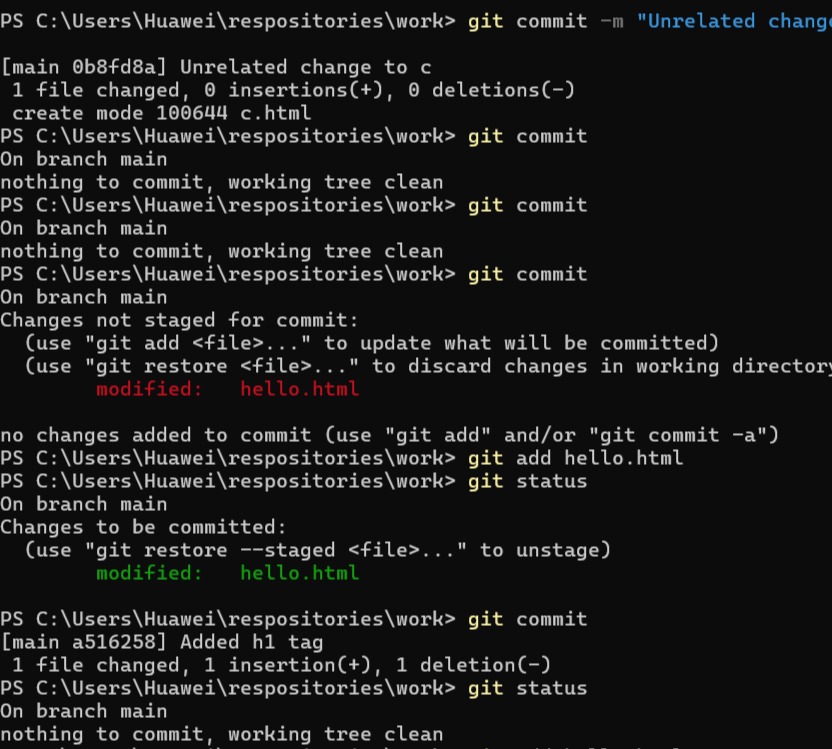 PS C:\Users\Huawei\respositories\work> git commit -m "Unrelated change
[main 0b8fd8a] Unrelated change to c
 1 file changed, 0 insertions(+), 0 deletions(-)
 create mode 100644 c.html
PS C:\Users\Huawei\respositories\work> git commit
On branch main
nothing to commit, working tree clean
PS C:\Users\Huawei\respositories\work> git commit
On branch main
nothing to commit, working tree clean
PS C:\Users\Huawei\respositories\work> git commit
On branch main
Changes not staged for commit:
  (use "git add <file>..." to update what will be committed)
  (use "git restore <file>..." to discard changes in working directory
        modified:   hello.html
no changes added to commit (use "git add" and/or "git commit -a")
PS C:\Users\Huawei\respositories\work> git add hello.html
PS C:\Users\Huawei\respositories\work> git status
On branch main
Changes to be committed:
  (use "git restore --staged <file>..." to unstage)
        modified:   hello.html
PS C:\Users\Huawei\respositories\work> git commit
[main a516258] Added h1 tag
 1 file changed, 1 insertion(+), 1 deletion(-)
PS C:\Users\Huawei\respositories\work> git status
On branch main
nothing to commit, working tree clean